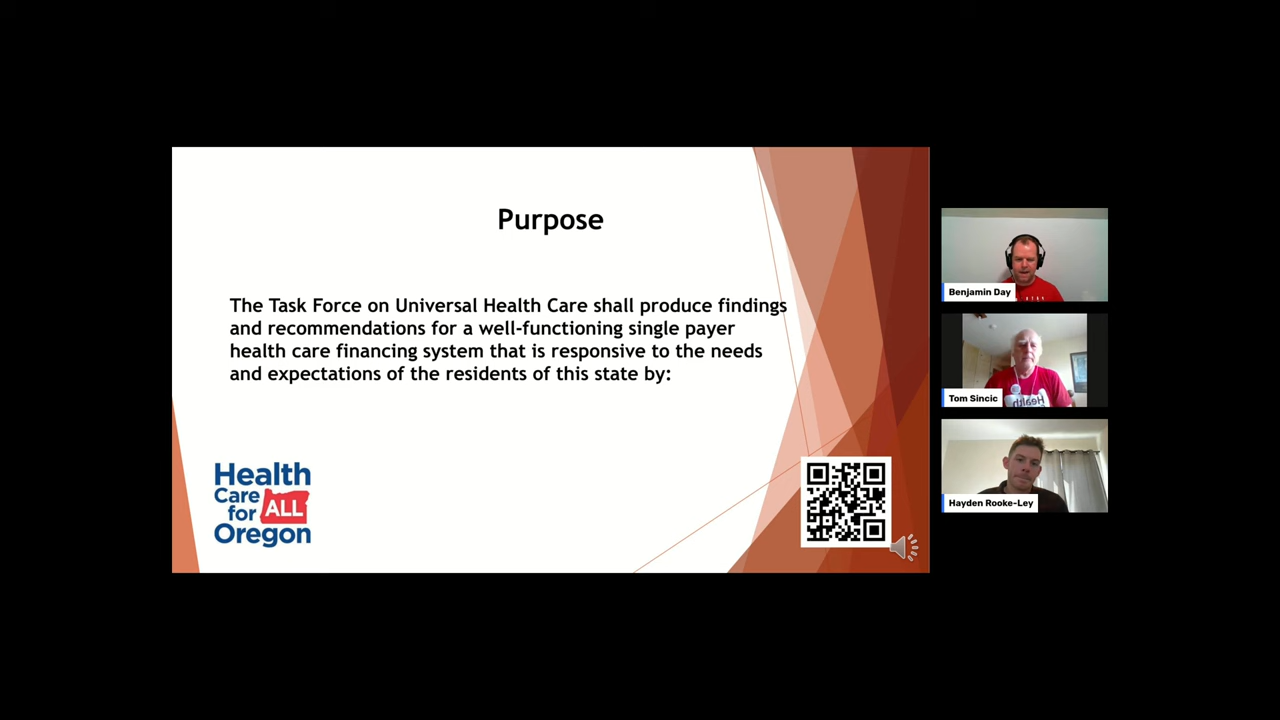 Purpose
The Task Force on Universal Health Care shall produce findings
and recommendations for a well-functioning single payer
health care financing system that is responsive to the needs
and expectations of the residents of this state by:
Health
Care
for ALL
Oregon
Benjamin Day
Tom Sincic
Hayden Rooke-Ley